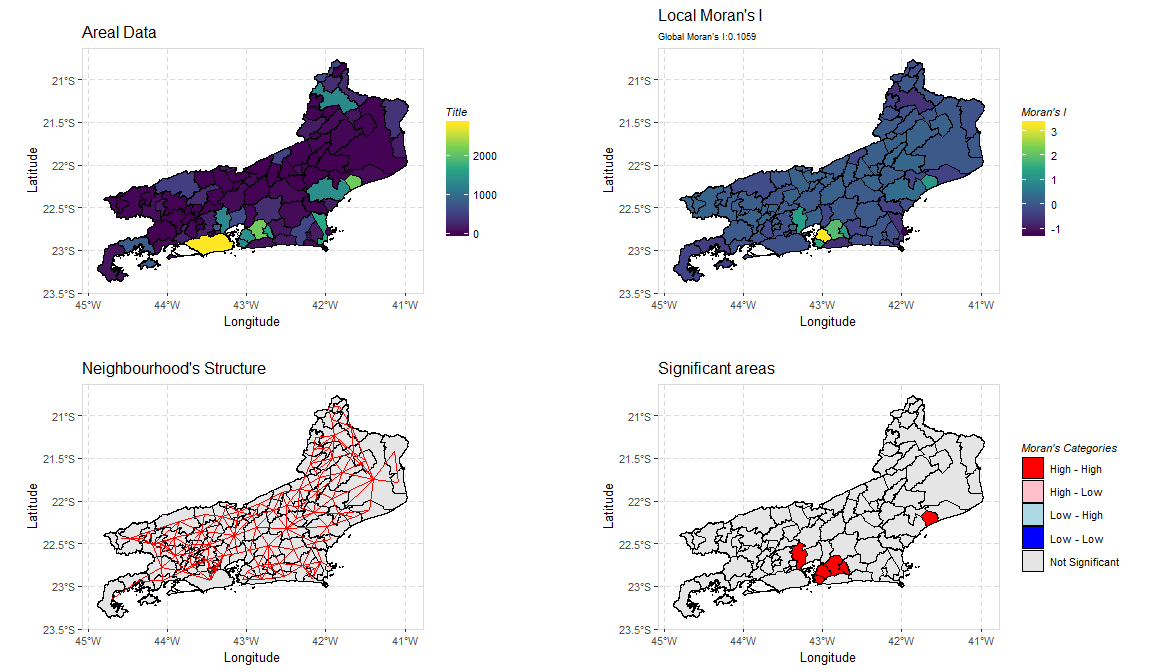 Areal Data
21°S
21.5°S
22°S
22.5°S
23°S
23.5°S
45°W
44°W
43°W
42°W
41°W
Latitude
Longitude
Title
2000
1000
0
Local Moran's I
Global Moran's I:0.1059
21°S
21.5°S
22°S
22.5°S
23°S
23.5°S
45°W
44°W
43°W
42°W
41°W
Latitude
Longitude
Moran's I
3
2
1
0
-1
Neighbourhood's Structure
21°S
21.5°S
22°S
22.5°S
23°S
23.5°S
45°W
44°W
43°W
42°W
41°W
Latitude
Longitude
Significant areas
21°S
21.5°S
22°S
22.5°S
23°S
23.5°S
45°W
44°W
43°W
42°W
41°W
Latitude
Longitude
Moran's Categories
High - High
High - Low
Low - High
Low - Low
Not Significant